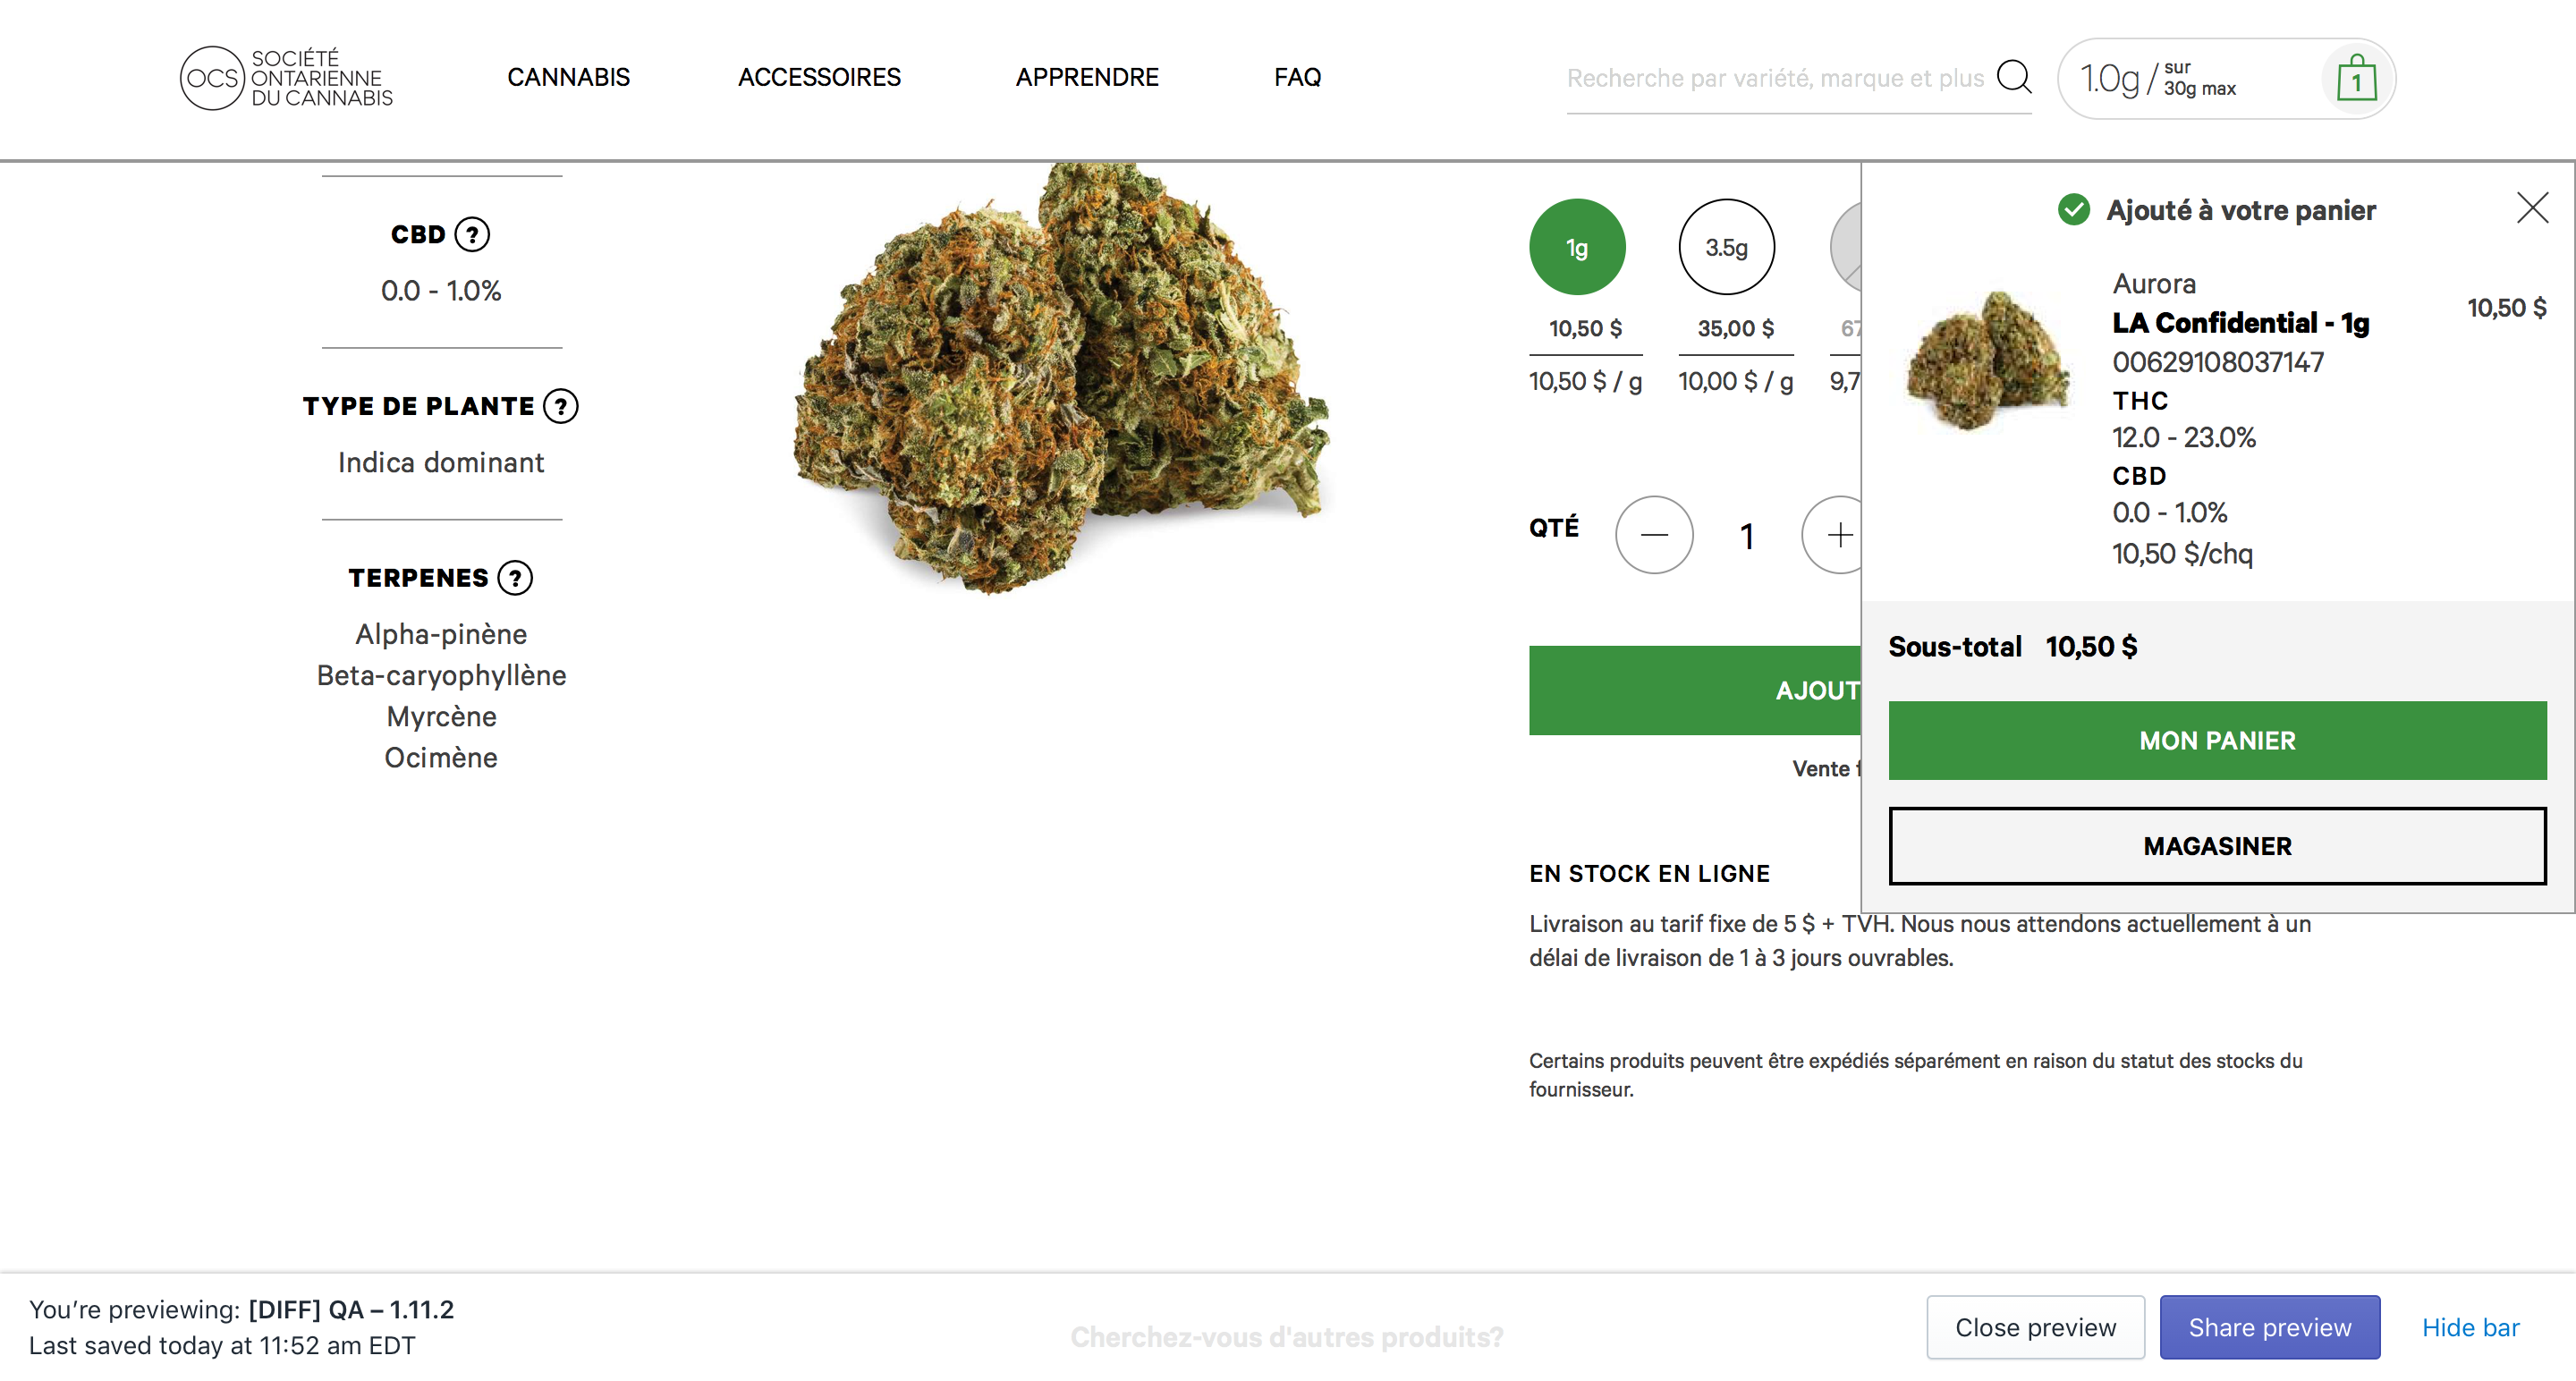 OCS
SOCIÉTÉ
ONTARIENNE
DU CANNABIS
CANNABIS
ACCESSOIRES
APPRENDRE
FAQ
Recherche par variété, marque et plus
1.0g / sur
30g max
1
CBD ?
0.0 - 1.0%
TYPE DE PLANTE ?
Indica dominant
TERPENES ?
Alpha-pinène
Beta-caryophyllène
Myrcène
Ocimène
1g
3.5g
10,50 $
35,00 $
67
10,50 $ / g
10,00 $ / g
9,7
QTÉ
1
AJOUT
Vente f
EN STOCK EN LIGNE
Livraison au tarif fixe de 5 $ + TVH. Nous nous attendons actuellement à un
délai de livraison de 1 à 3 jours ouvrables.
Certains produits peuvent être expédiés séparément en raison du statut des stocks du
fournisseur.
Ajouté à votre panier
Aurora
LA Confidential - 1g
10,50 $
00629108037147
THC
12.0 - 23.0%
CBD
0.0 - 1.0%
10,50 $/chq
Sous-total 10,50 $
MON PANIER
MAGASINER
You're previewing: [DIFF] QA – 1.11.2
Last saved today at 11:52 am EDT
Cherchez-vous d'autres produits?
Close preview
Share preview
Hide bar